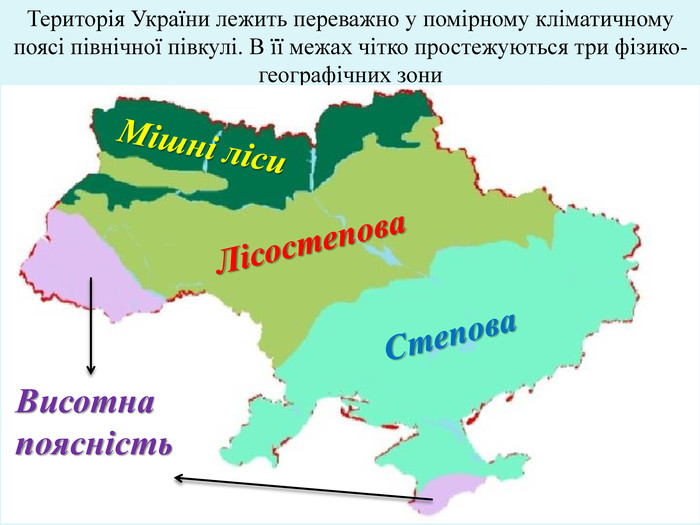 Територія України лежить переважно у помірному кліматичному
поясі північної півкулі. В її межах чітко простежуються три фізико-
географічних зони
Мішні ліси
Лісостепова
Степова
Висотна
поясність